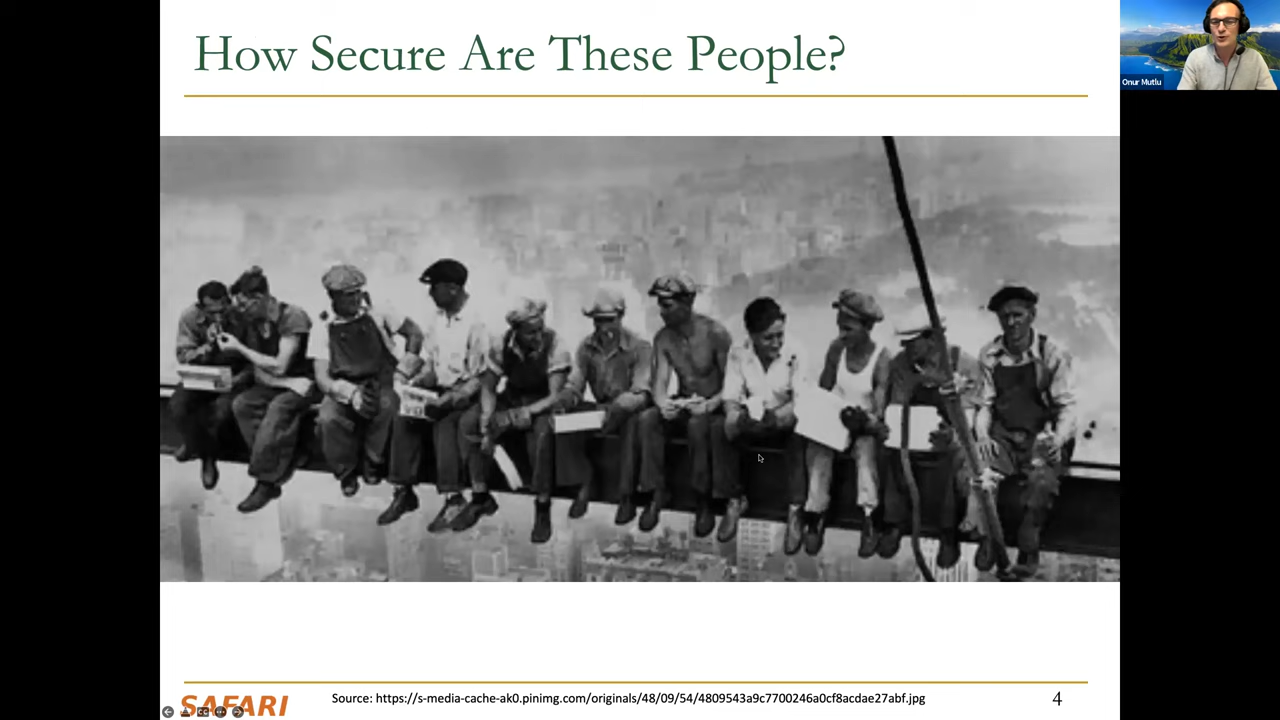 How Secure Are These People?
Onur Mutlu
SAFARI
Source: https://s-media-cache-ak0.pinimg.com/originals/48/09/54/4809543a9c7700246a0cf8acdae27abf.jpg
4